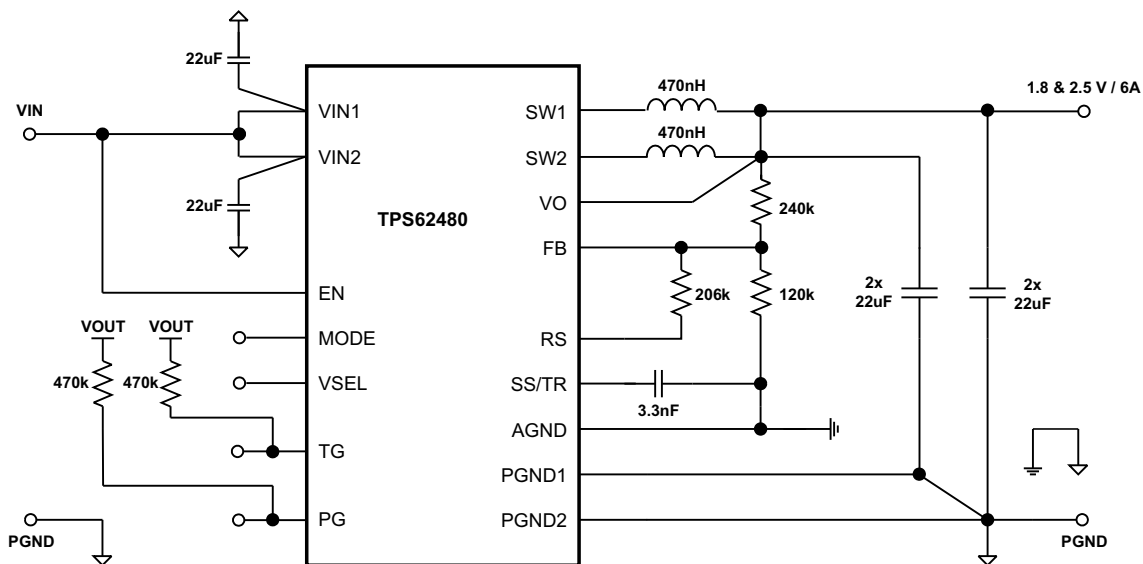 22uF
VIN
VIN1
VIN2
22uF
EN
MODE
VSEL
TG
PG
VOUT
VOUT
470k
470k
PGND
TPS62480
SW1
SW2
VO
FB
RS
SS/TR
AGND
PGND1
PGND2
470nH
470nH
1.8 & 2.5 V / 6A
240k
206k
120k
3.3nF
2x
22uF
2x
22uF
PGND